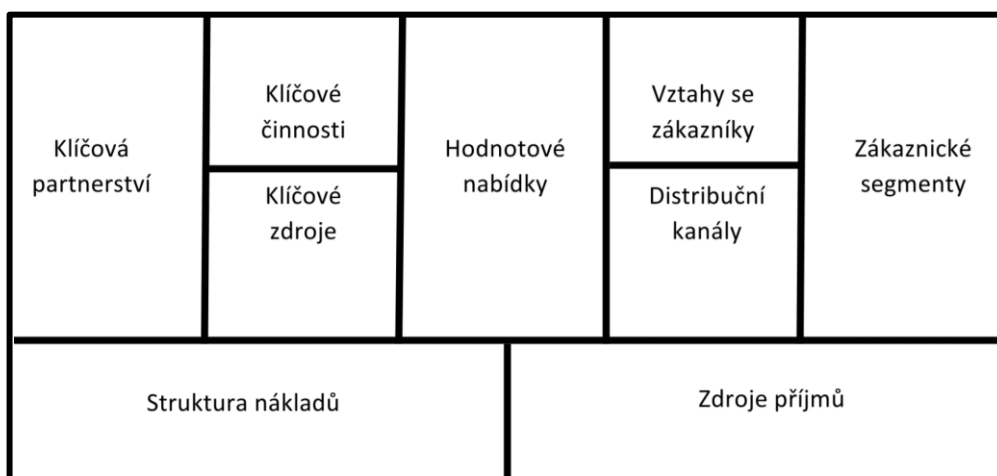 Klíčová
partnerství
Klíčové
činnosti
Klíčové
zdroje
Hodnotové
nabídky
Vztahy se
zákazníky
Distribuční
kanály
Zákaznické
segmenty
Struktura nákladů
Zdroje příjmů